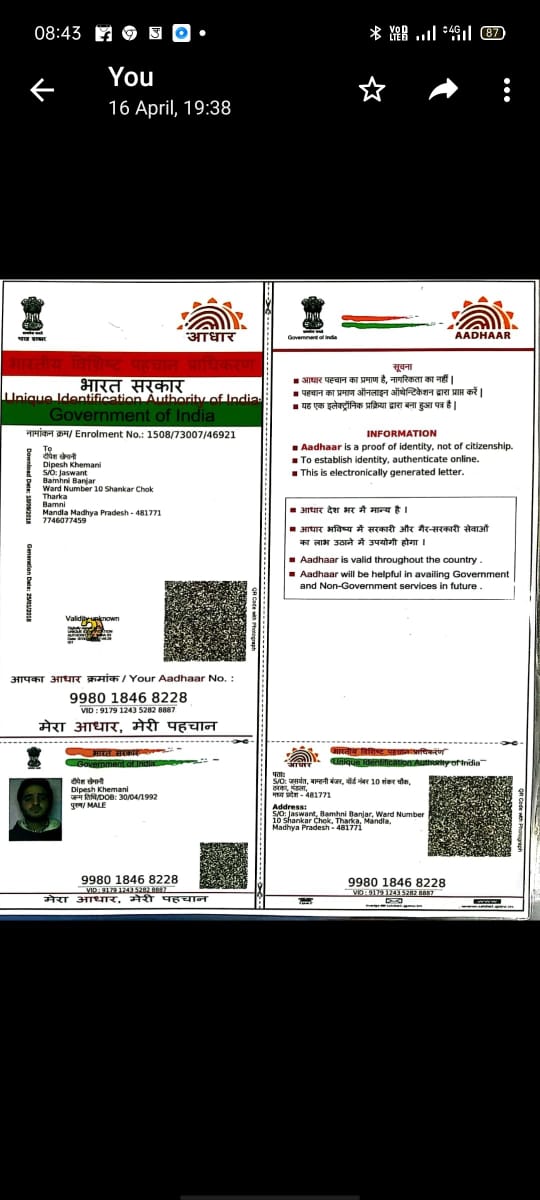 08:43
VoD LTEB 4G 87
You
16 April, 19:38
आधार
भारतीय विशिष्ट पहचान प्राधिकरण
भारत सरकार
Unique Identification Authority of India
Government of India
नामांकन क्रम/ Enrolment No.: 1508/73007/46921
To
दीपेश खेमानी
Dipesh Khemani
S/O: Jaswant
Bamhni Banjar
Ward Number 10 Shankar Chok
Tharka
Bamni
Mandla Madhya Pradesh - 481771
7746077459
Validity unknown
QR Code with Photograph
आपका आधार क्रमांक / Your Aadhaar No. :
9980 1846 8228
VID : 9179 1243 5282 8887
मेरा आधार, मेरी पहचान
भारत सरकार
Government of India
दीपेश खेमानी
Dipesh Khemani
जन्म तिथि/DOB: 30/04/1992
पुरुष/ MALE
9980 1846 8228
VID : 9179 1243 5282 8887
मेरा आधार, मेरी पहचान
Government of India
AADHAAR
सूचना
आधार पहचान का प्रमाण है, नागरिकता का नहीं |
पहचान का प्रमाण ऑनलाइन ऑथेन्टिकेशन द्वारा प्राप्त करें |
यह एक इलेक्ट्रॉनिक प्रक्रिया द्वारा बना हुआ पत्र है |
INFORMATION
Aadhaar is a proof of identity, not of citizenship.
To establish identity, authenticate online.
This is electronically generated letter.
आधार देश भर में मान्य है ।
आधार भविष्य में सरकारी और गैर-सरकारी सेवाओं
का लाभ उठाने में उपयोगी होगा ।
Aadhaar is valid throughout the country .
Aadhaar will be helpful in availing Government
and Non-Government services in future .
आधार
भारतीय विशिष्ट पहचान प्राधिकरण
Unique Identification Authority of India
पता:
S/O: जसवंत, बाम्हनी बंजर, वॉर्ड नंबर 10 शंकर चौक,
ठरका, मंडला,
मध्य प्रदेश - 481771
Address:
S/O: Jaswant, Bamhni Banjar, Ward Number
10 Shankar Chok, Tharka, Mandla,
Madhya Pradesh - 481771
QR Code with Photograph
9980 1846 8228
VID : 9179 1243 5282 8887